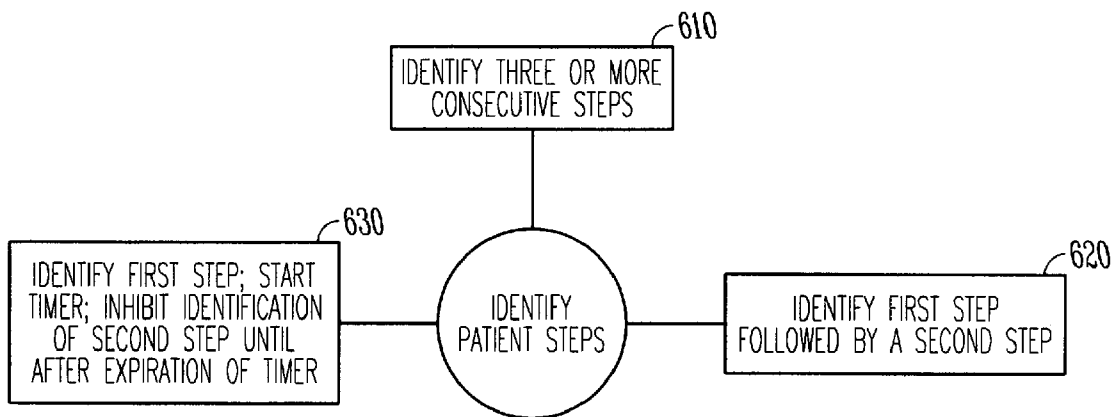 610
IDENTIFY THREE OR MORE
CONSECUTIVE STEPS
630
IDENTIFY FIRST STEP; START
TIMER; INHIBIT IDENTIFICATION
OF SECOND STEP UNTIL
AFTER EXPIRATION OF TIMER
IDENTIFY
PATIENT STEPS
620
IDENTIFY FIRST STEP
FOLLOWED BY A SECOND STEP